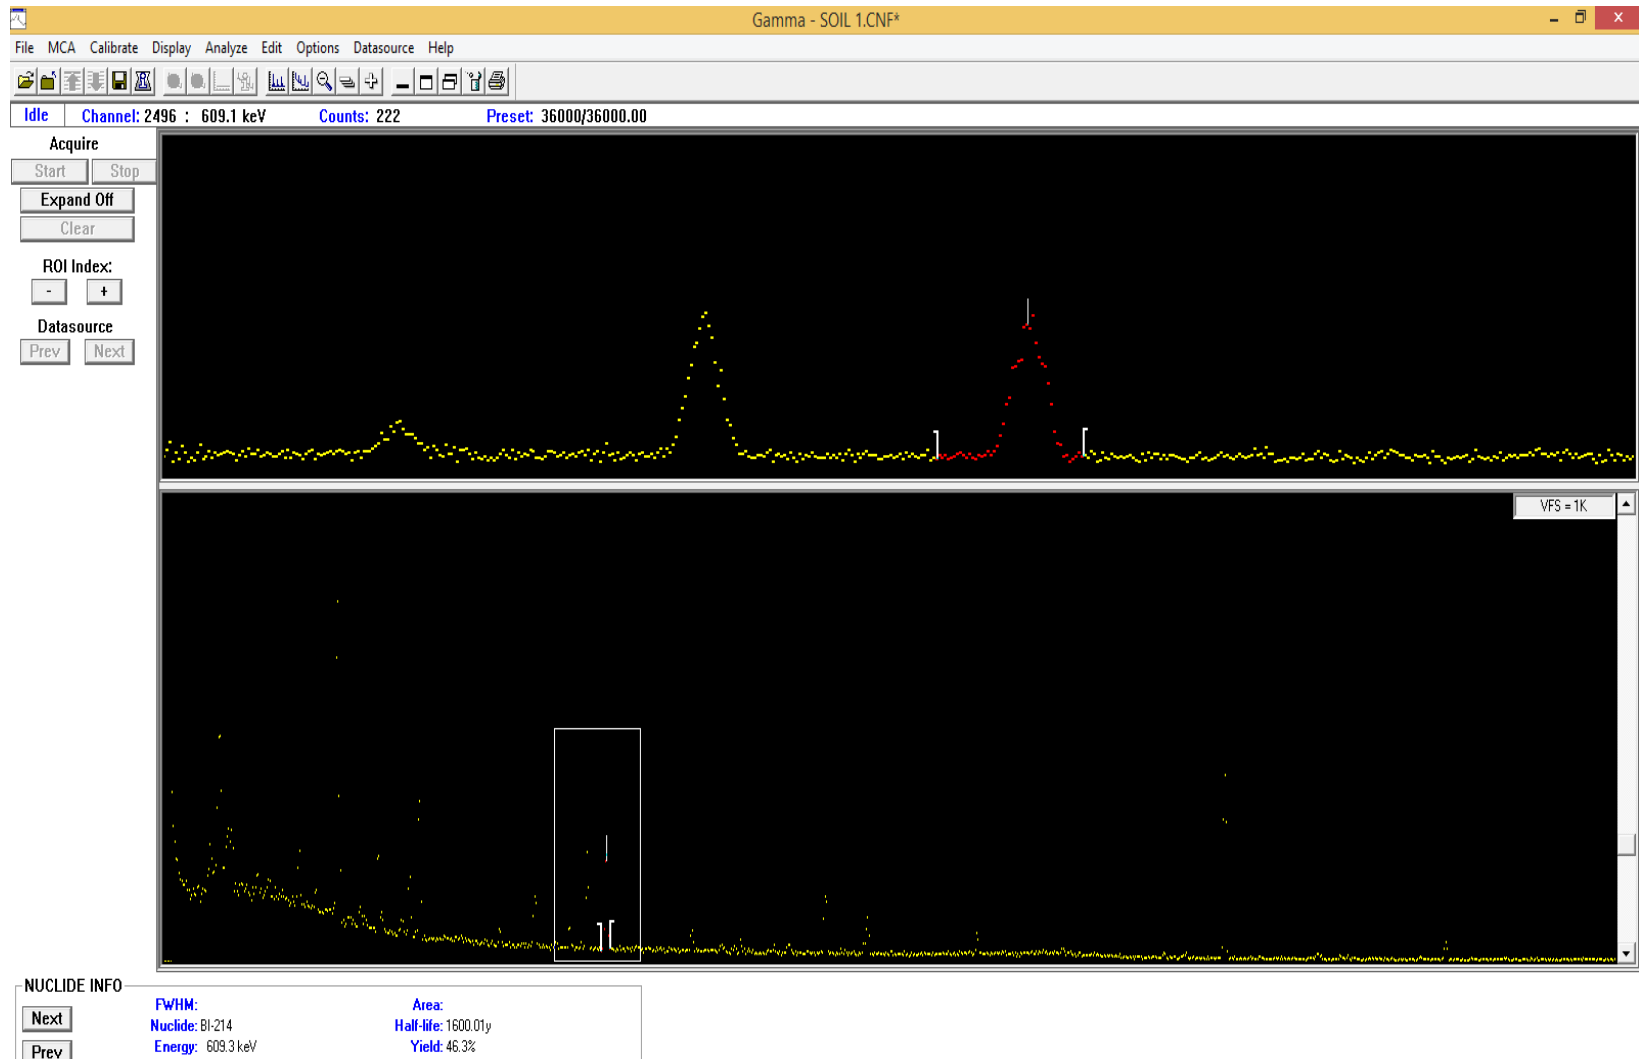 Gamma - SOIL 1.CNF*
File MCA Calibrate Display Analyze Edit Options Datasource Help
Idle Channel: 2496 : 609.1 keV Counts: 222 Preset: 36000/36000.00
Acquire
Start Stop
Expand Off
Clear
ROI Index:
- +
Datasource
Prev Next
VFS = 1K
NUCLIDE INFO
Next
Prev
FWHM: Area:
Nuclide: BI-214 Half-life: 1600.01y
Energy: 609.3 keV Yield: 46.3%